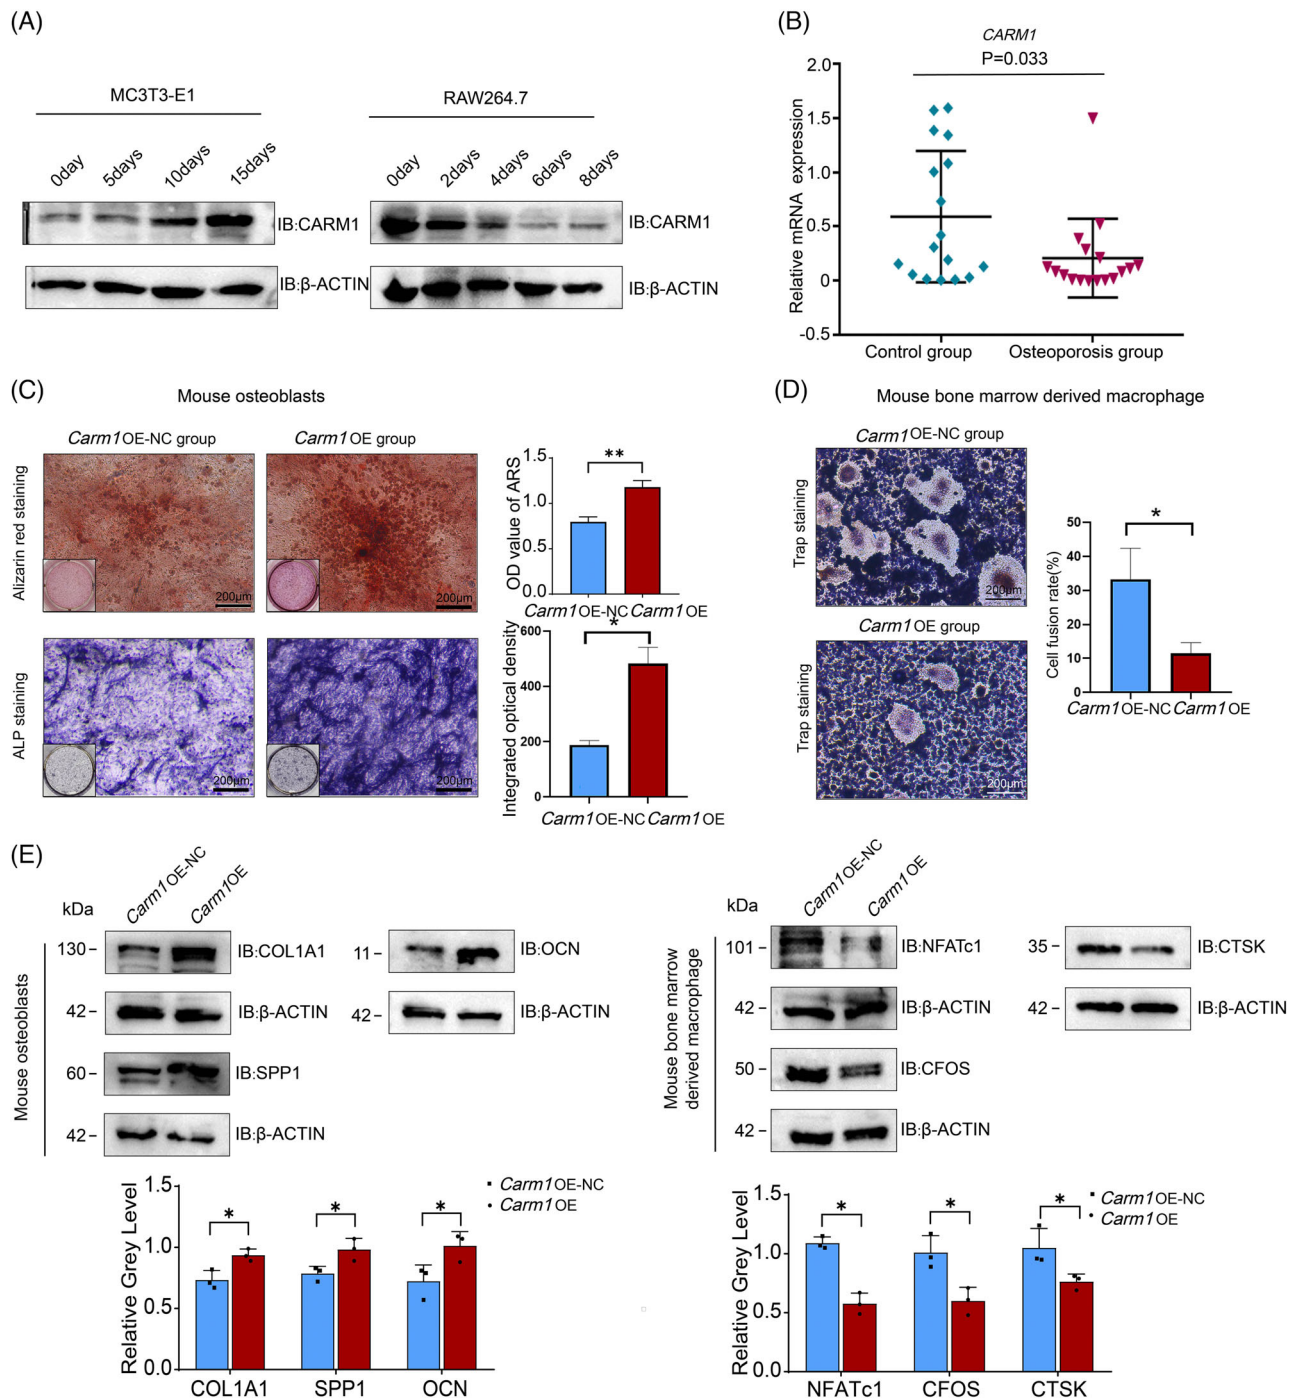 (A)
MC3T3-E1
RAW264.7
0day 5days 10days 15days
0day 2days 4days 6days 8days
IB:CARM1
IB:CARM1
IB:β-ACTIN
IB:β-ACTIN
(B)
CARM1
P=0.033
Relative mRNA expression
2.0
1.5
1.0
0.5
0
-0.5
Control group
Osteoporosis group
(C)
Mouse osteoblasts
Carm1 OE-NC group
Carm1 OE group
Alizarin red staining
200μm
200μm
OD value of ARS
1.5
1.0
0.5
0.0
**
Carm1 OE-NC Carm1 OE
ALP staining
200μm
200μm
Integrated optical density
600
400
200
0
*
Carm1 OE-NC Carm1 OE
(D)
Mouse bone marrow derived macrophage
Carm1 OE-NC group
Trap staining
200μm
Carm1 OE group
Trap staining
200μm
Cell fusion rate(%)
50
40
30
20
10
0
*
Carm1 OE-NC Carm1 OE
(E)
Mouse osteoblasts
kDa
Carm1 OE-NC
Carm1 OE
130
IB:COL1A1
11
IB:OCN
42
IB:β-ACTIN
42
IB:β-ACTIN
60
IB:SPP1
42
IB:β-ACTIN
Relative Grey Level
1.5
1.0
0.5
0.0
*
*
*
Carm1 OE-NC
Carm1 OE
COL1A1
SPP1
OCN
Mouse bone marrow
derived macrophage
kDa
Carm1 OE-NC
Carm1 OE
101
IB:NFATc1
35
IB:CTSK
42
IB:β-ACTIN
42
IB:β-ACTIN
50
IB:CFOS
42
IB:β-ACTIN
Relative Grey Level
1.5
1.0
0.5
0.0
*
*
*
Carm1 OE-NC
Carm1 OE
NFATc1
CFOS
CTSK